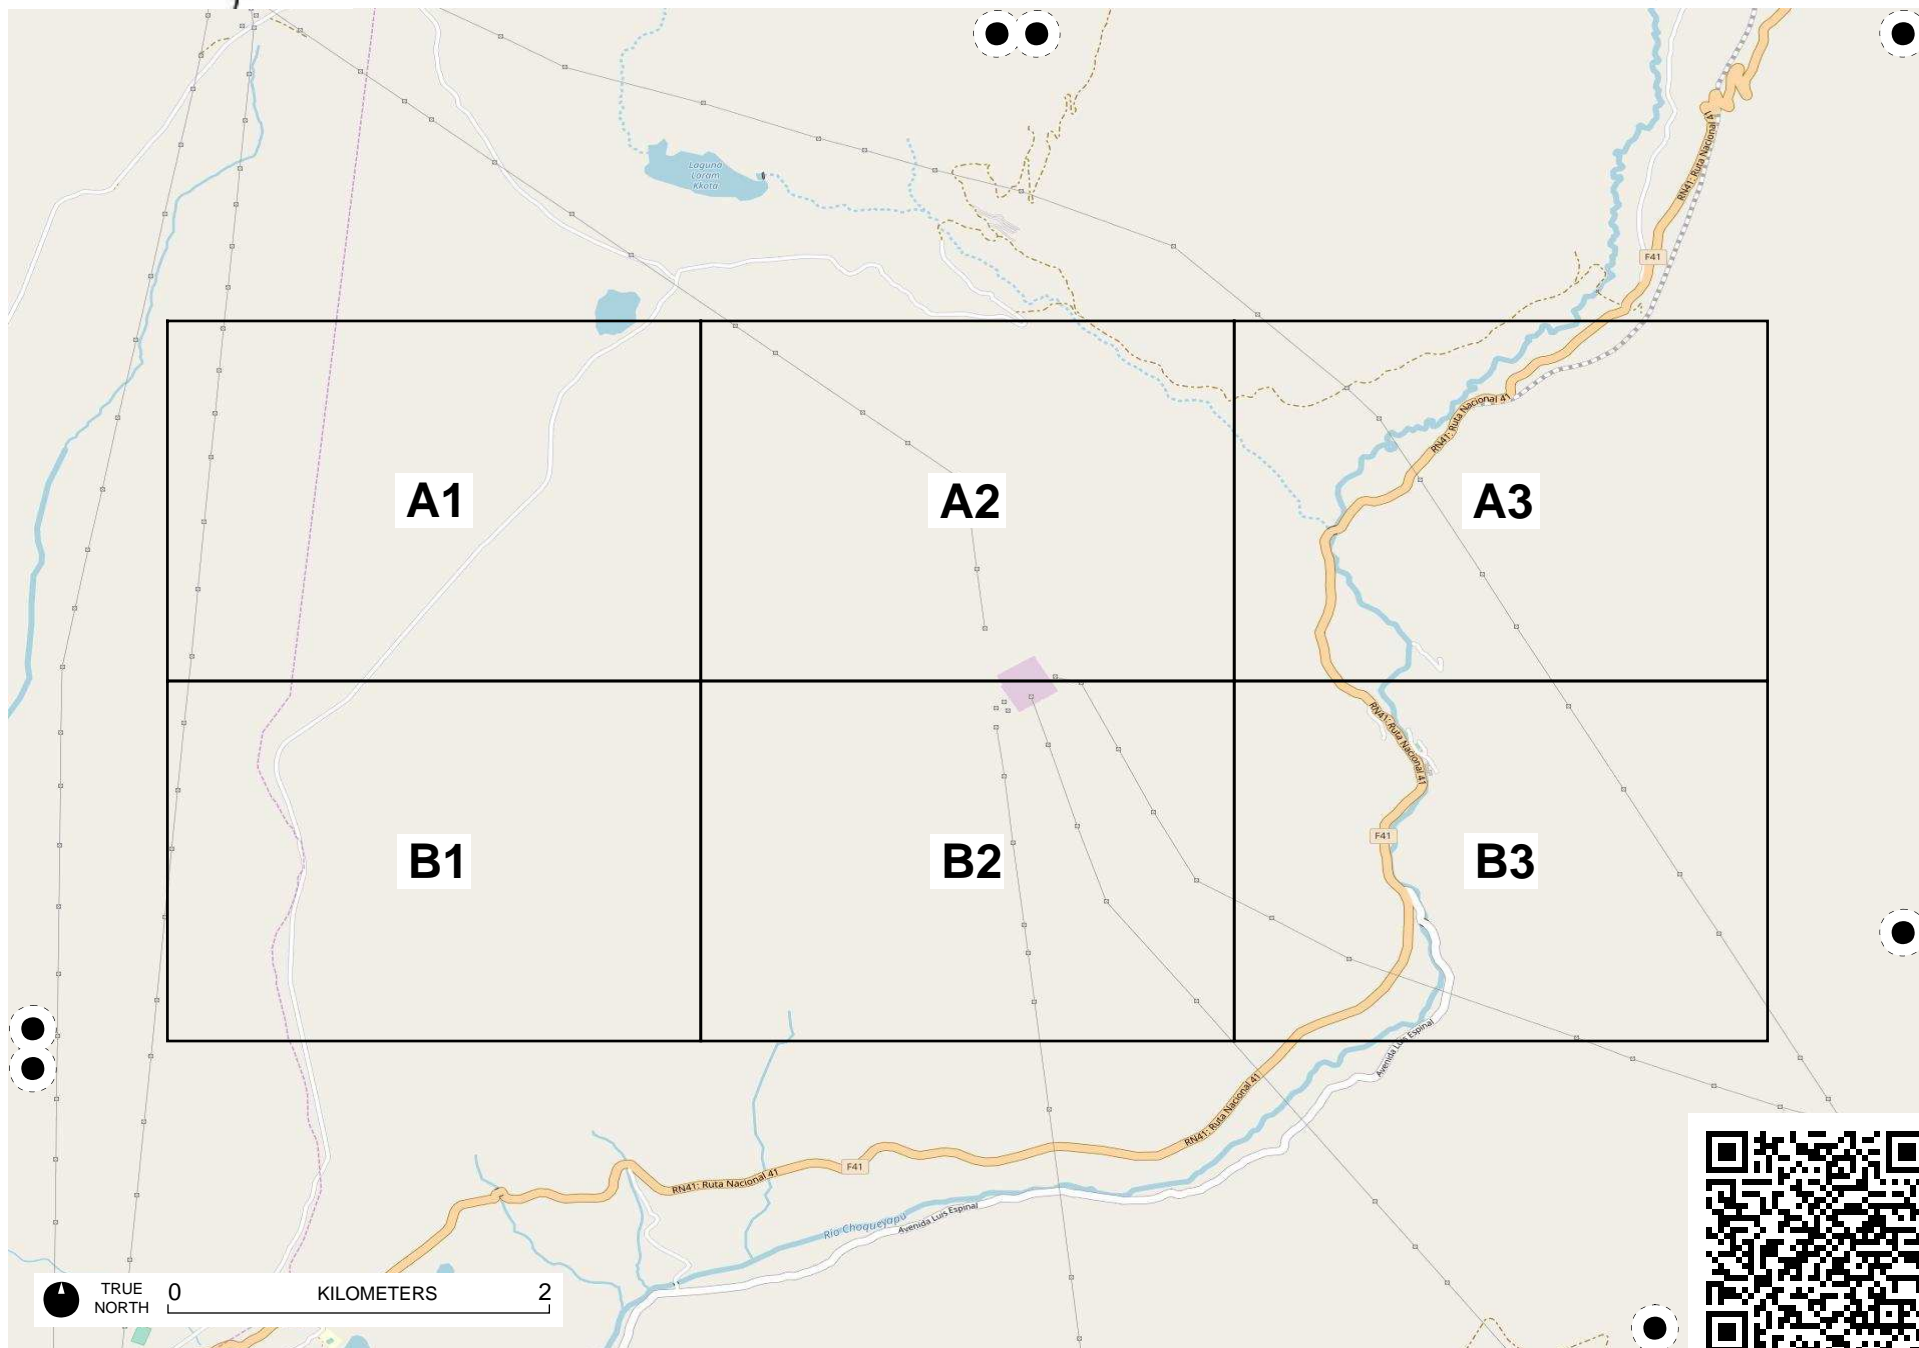 Laguna
Laram
Kkota
RN41: Ruta Nacional 41
F41
RN41: Ruta Nacional 41
A1
A2
A3
RN41: Ruta Nacional 41
F41
B1
B2
B3
Avenida Luis Espinal
RN41: Ruta Nacional 41
F41
RN41: Ruta Nacional 41
Río Choqueyapu
Avenida Luis Espinal
TRUE
NORTH
0 KILOMETERS 2